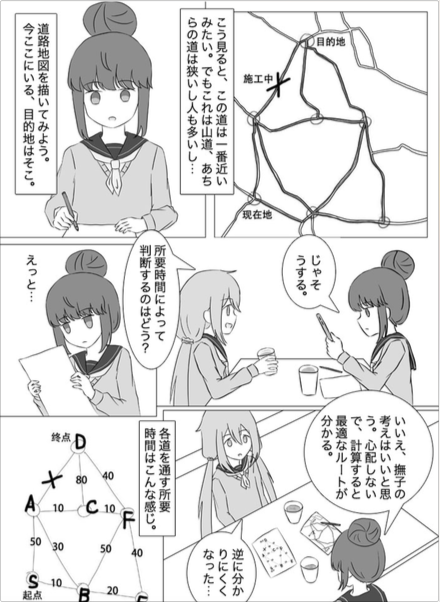 道路地図を描いてみよう。
今ここにいる、目的地はそこ。
こう見ると、この道は一番近い
みたい。でもこれは山道、あち
らの道は狭いし人も多いし…
目的地
施工中
現在地
じゃそ
うする。
所要時間によって
判断するのはどう？
えっと…
いいえ、撫子の
考えはいいと思
う。心配しない
で、計算すると
最適なルートが
分かる。
逆に分か
りにくく
なった…
各道を通す所要
時間はこんな感じ。
终点 D
80 40
A 10 C 10 F
50 30 50 40
S 10 B 20 E
起点